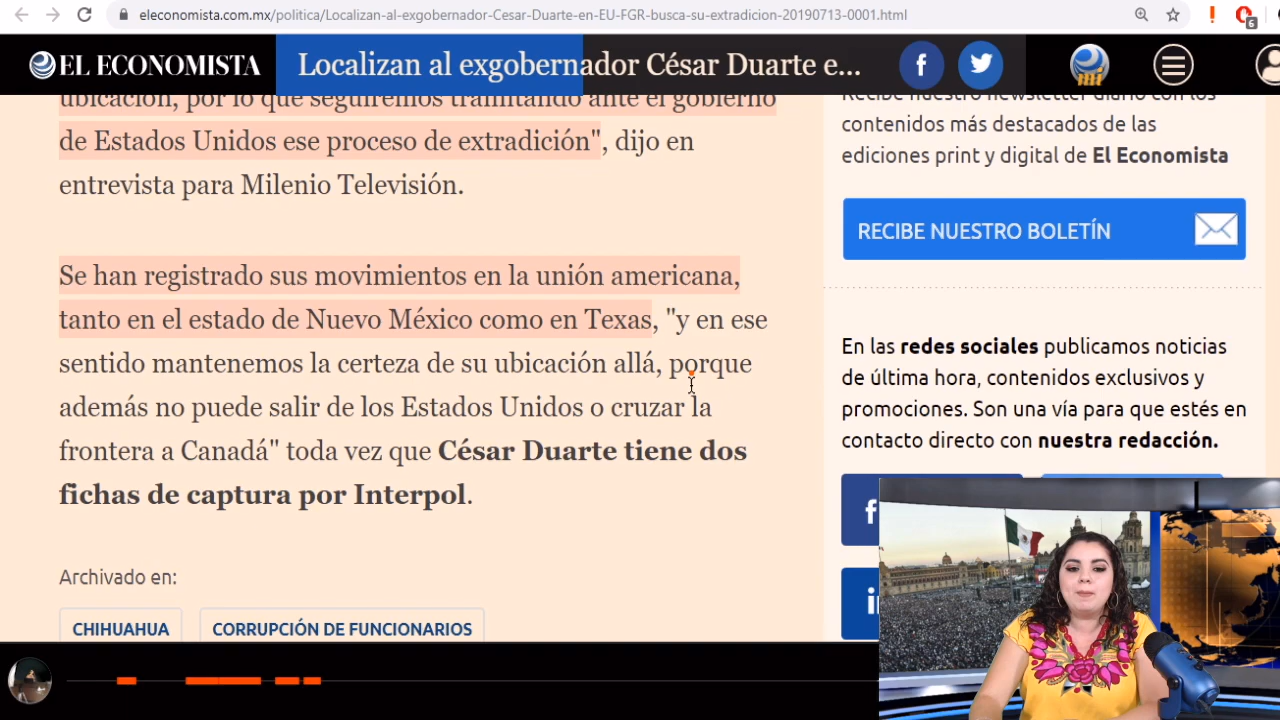 eleconomista.com.mx/politica/Localizan-al-exgobernador-Cesar-Duarte-en-EU-FGR-busca-su-extradicion-20190713-0001.html
6
EL ECONOMISTA
Localizan al exgobernador César Duarte e...
f
mi
ubicación, por lo que seguiremos tramitando ante el gobierno
de Estados Unidos ese proceso de extradición", dijo en
entrevista para Milenio Televisión.
Se han registrado sus movimientos en la unión americana,
tanto en el estado de Nuevo México como en Texas, "y en ese
sentido mantenemos la certeza de su ubicación allá, porque
además no puede salir de los Estados Unidos o cruzar la
frontera a Canadá" toda vez que César Duarte tiene dos
fichas de captura por Interpol.
Archivado en:
CHIHUAHUA
CORRUPCIÓN DE FUNCIONARIOS
Recibe nuestro newsletter diario con los
contenidos más destacados de las
ediciones print y digital de El Economista
RECIBE NUESTRO BOLETÍN
En las redes sociales publicamos noticias
de última hora, contenidos exclusivos y
promociones. Son una vía para que estés en
contacto directo con nuestra redacción.
f
in